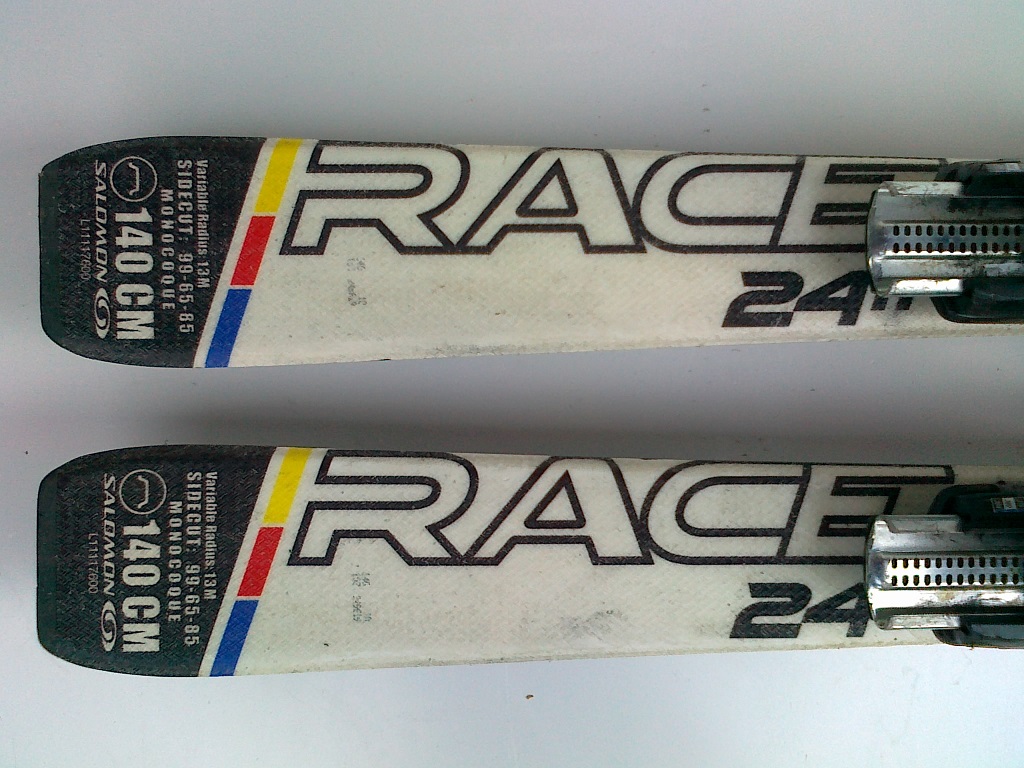 RACE
24
Variable Radius: 13M
SIDECUT: 99-65-85
MONOCOQUE
140 CM
SALOMON
L11117600
RACE
24
Variable Radius: 13M
SIDECUT: 99-65-85
MONOCOQUE
140 CM
SALOMON
L11117600